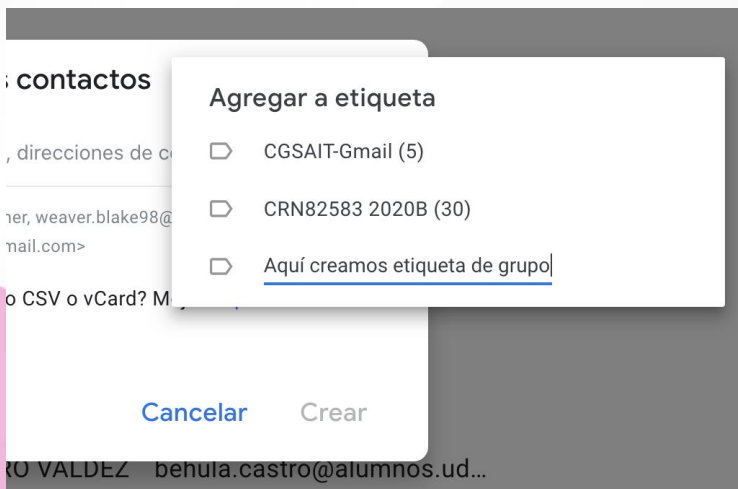 contactos
Agregar a etiqueta
, direcciones de c
CGSAIT-Gmail (5)
CRN82583 2020B (30)
ner, weaver.blake98@
mail.com>
Aquí creamos etiqueta de grupo
o CSV o vCard? M
Cancelar Crear
RO VALDEZ behula.castro@alumnos.ud...